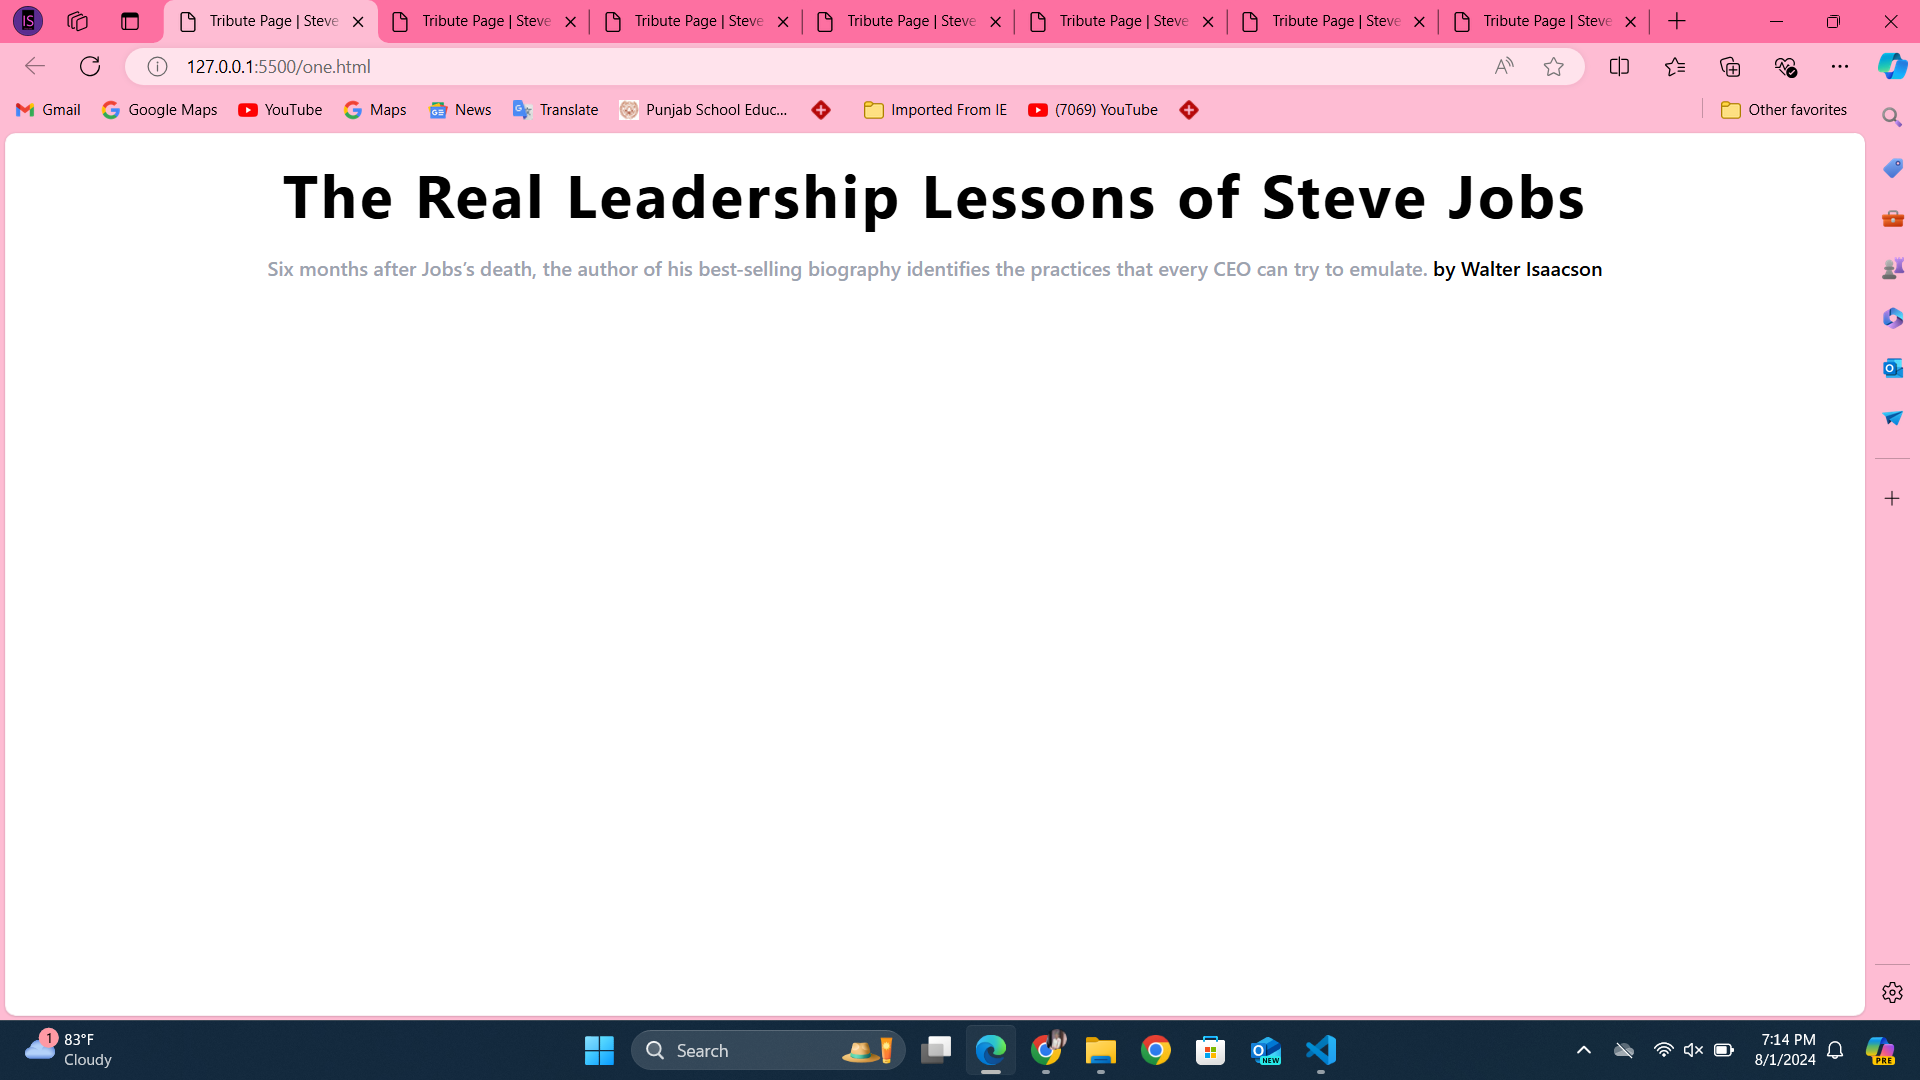 Tribute Page | Steve
Tribute Page | Steve
Tribute Page | Steve
Tribute Page | Steve
Tribute Page | Steve
Tribute Page | Steve
Tribute Page | Steve
127.0.0.1:5500/one.html
Gmail
Google Maps
YouTube
Maps
News
Translate
Punjab School Educ...
Imported From IE
(7069) YouTube
Other favorites
The Real Leadership Lessons of Steve Jobs
Six months after Jobs’s death, the author of his best-selling biography identifies the practices that every CEO can try to emulate. by Walter Isaacson
1
83°F
Cloudy
Search
NEW
7:14 PM
8/1/2024
PRE